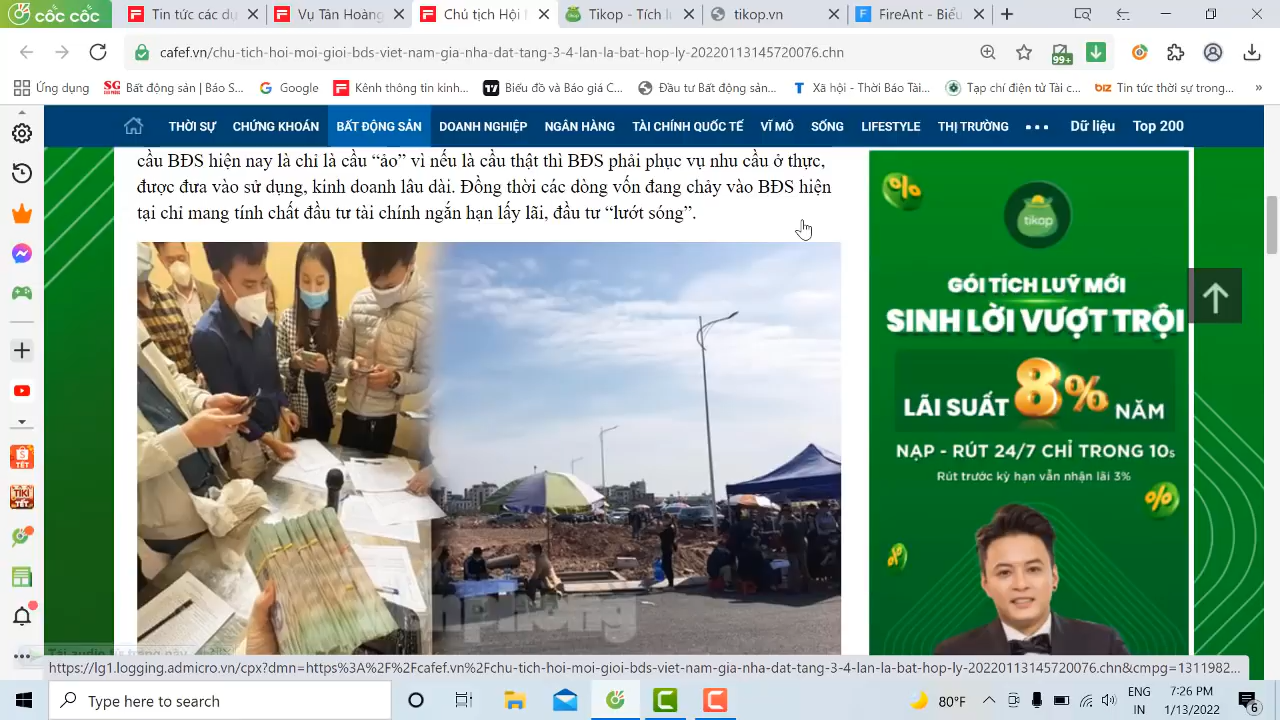 cốc cốc
Tin tức các dụ
Vụ Tân Hoàng
Chủ tịch Hội M
Tikop - Tích l
tikop.vn
FireAnt - Biểu
cafef.vn/chu-tich-hoi-moi-gioi-bds-viet-nam-gia-nha-dat-tang-3-4-lan-la-bat-hop-ly-20220113145720076.chn
99+
Ứng dụng
SG
Bất động sản | Báo S...
Google
Kênh thông tin kinh...
Biểu đồ và Báo giá C...
Đầu tư Bất động sản...
Xã hội - Thời Báo Tài...
Tạp chí điện tử Tài c...
BIZ
Tin tức thời sự trong...
THỜI SỰ
CHỨNG KHOÁN
BẤT ĐỘNG SẢN
DOANH NGHIỆP
NGÂN HÀNG
TÀI CHÍNH QUỐC TẾ
VĨ MÔ
SỐNG
LIFESTYLE
THỊ TRƯỜNG
Dữ liệu
Top 200
cầu BĐS hiện nay là chỉ là cầu “ảo” vì nếu là cầu thật thì BĐS phải phục vụ nhu cầu ở thực,
được đưa vào sử dụng, kinh doanh lâu dài. Đồng thời các dòng vốn đang chảy vào BĐS hiện
tại chỉ mang tính chất đầu tư tài chính ngắn hạn lấy lãi, đầu tư “lướt sóng”.
tikop
GÓI TÍCH LUỸ MỚI
SINH LỜI VƯỢT TRỘI
LÃI SUẤT 8% NĂM
NẠP - RÚT 24/7 CHỈ TRONG 10s
Rút trước kỳ hạn vẫn nhận lãi 3%
%
%
%
TẾT
TIKI
TẾT
Tải audio từ trang này
https://lg1.logging.admicro.vn/cpx?dmn=https%3A%2F%2Fcafef.vn%2Fchu-tich-hoi-moi-gioi-bds-viet-nam-gia-nha-dat-tang-3-4-lan-la-bat-hop-ly-20220113145720076.chn&cmpg=1311982...
Type here to search
80°F
ENG
IN
7:26 PM
1/13/2022
6